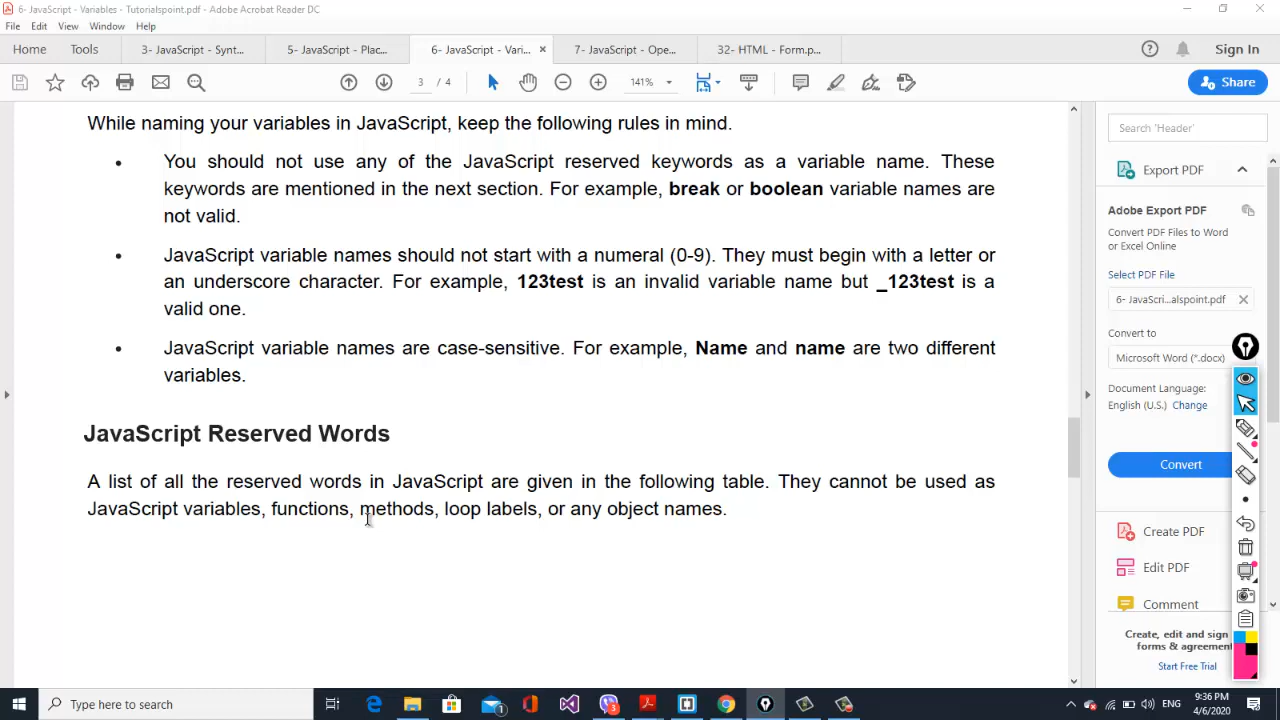 6- JavaScript - Variables - Tutorialspoint.pdf - Adobe Acrobat Reader DC
File Edit View Window Help
Home Tools 3- JavaScript - Synt... 5- JavaScript - Plac... 6- JavaScript - Vari... × 7- JavaScript - Ope... 32- HTML - Form.p... Sign In
3 / 4 141% Share
While naming your variables in JavaScript, keep the following rules in mind.
• You should not use any of the JavaScript reserved keywords as a variable name. These
keywords are mentioned in the next section. For example, break or boolean variable names are
not valid.
• JavaScript variable names should not start with a numeral (0-9). They must begin with a letter or
an underscore character. For example, 123test is an invalid variable name but _123test is a
valid one.
• JavaScript variable names are case-sensitive. For example, Name and name are two different
variables.
JavaScript Reserved Words
A list of all the reserved words in JavaScript are given in the following table. They cannot be used as
JavaScript variables, functions, methods, loop labels, or any object names.
Search 'Header'
Export PDF
Adobe Export PDF
Convert PDF Files to Word
or Excel Online
Select PDF File
6- JavaScri...alspoint.pdf
Convert to
Microsoft Word (*.docx)
Document Language:
English (U.S.) Change
Convert
Create PDF
Edit PDF
Comment
Create, edit and sign
forms & agreement
Start Free Trial
Type here to search
1
3
ENG
9:36 PM
4/6/2020